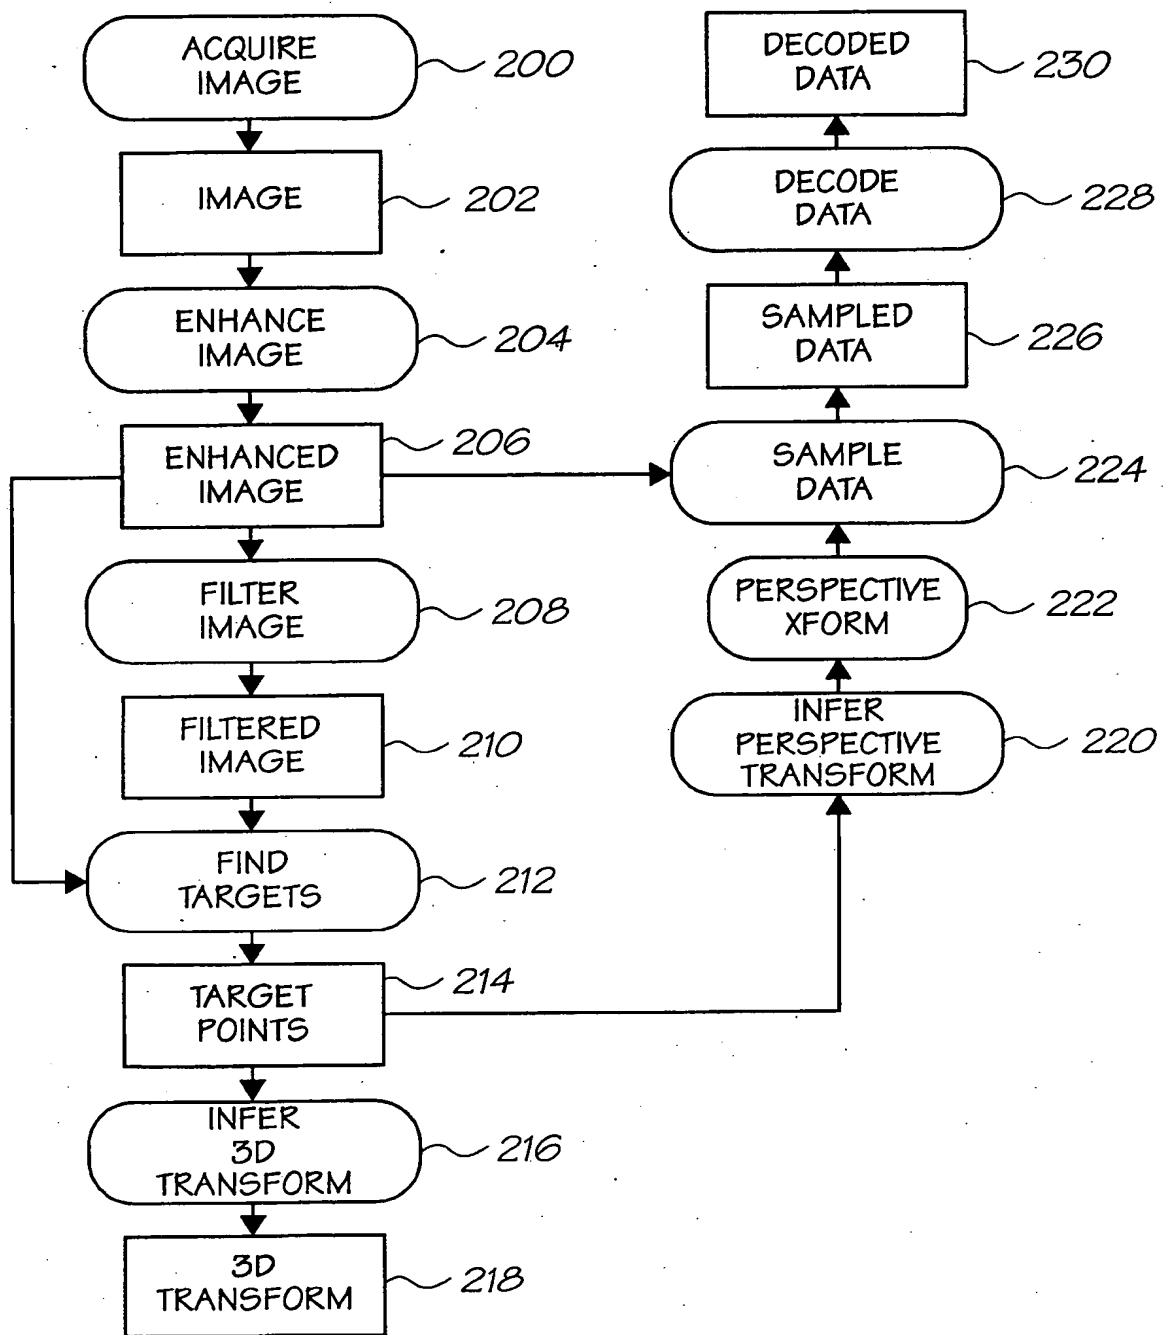 ACQUIRE
IMAGE
200
IMAGE
202
ENHANCE
IMAGE
204
ENHANCED
IMAGE
206
FILTER
IMAGE
208
FILTERED
IMAGE
210
FIND
TARGETS
212
TARGET
POINTS
214
INFER
3D
TRANSFORM
216
3D
TRANSFORM
218
DECODED
DATA
230
DECODE
DATA
228
SAMPLED
DATA
226
SAMPLE
DATA
224
PERSPECTIVE
XFORM
222
INFER
PERSPECTIVE
TRANSFORM
220